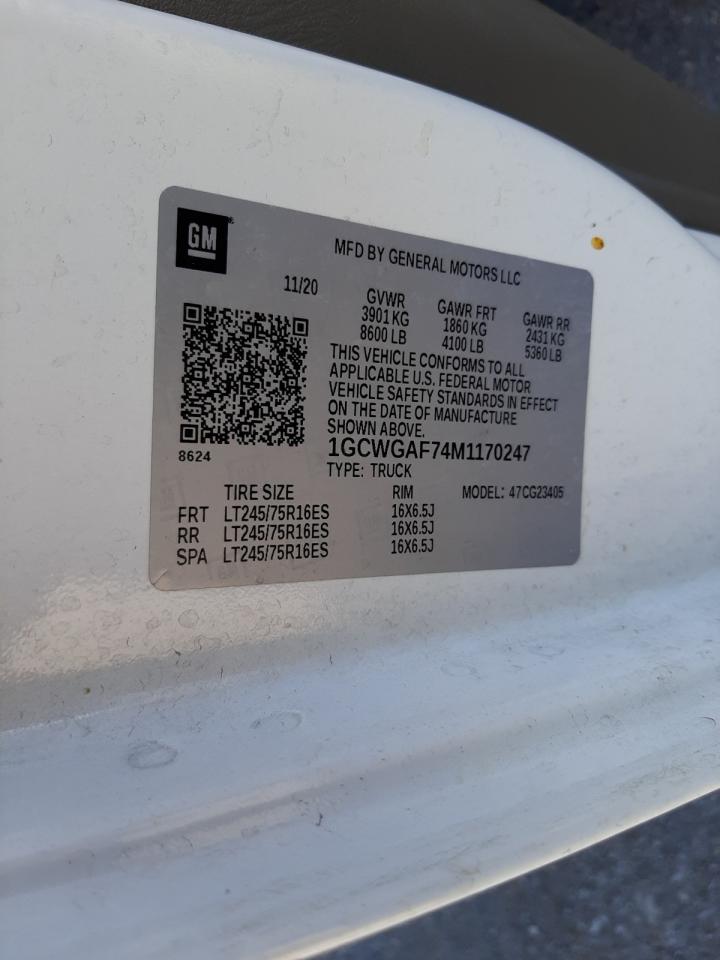 GM
MFD BY GENERAL MOTORS LLC
11/20
GVWR GAWR FRT GAWR RR
3901 KG 1860 KG 2431 KG
8600 LB 4100 LB 5360 LB
THIS VEHICLE CONFORMS TO ALL
APPLICABLE U.S. FEDERAL MOTOR
VEHICLE SAFETY STANDARDS IN EFFECT
ON THE DATE OF MANUFACTURE
SHOWN ABOVE.
8624
1GCWGAF74M1170247
TYPE: TRUCK
TIRE SIZE RIM MODEL: 47CG23405
FRT LT245/75R16ES 16X6.5J
RR LT245/75R16ES 16X6.5J
SPA LT245/75R16ES 16X6.5J